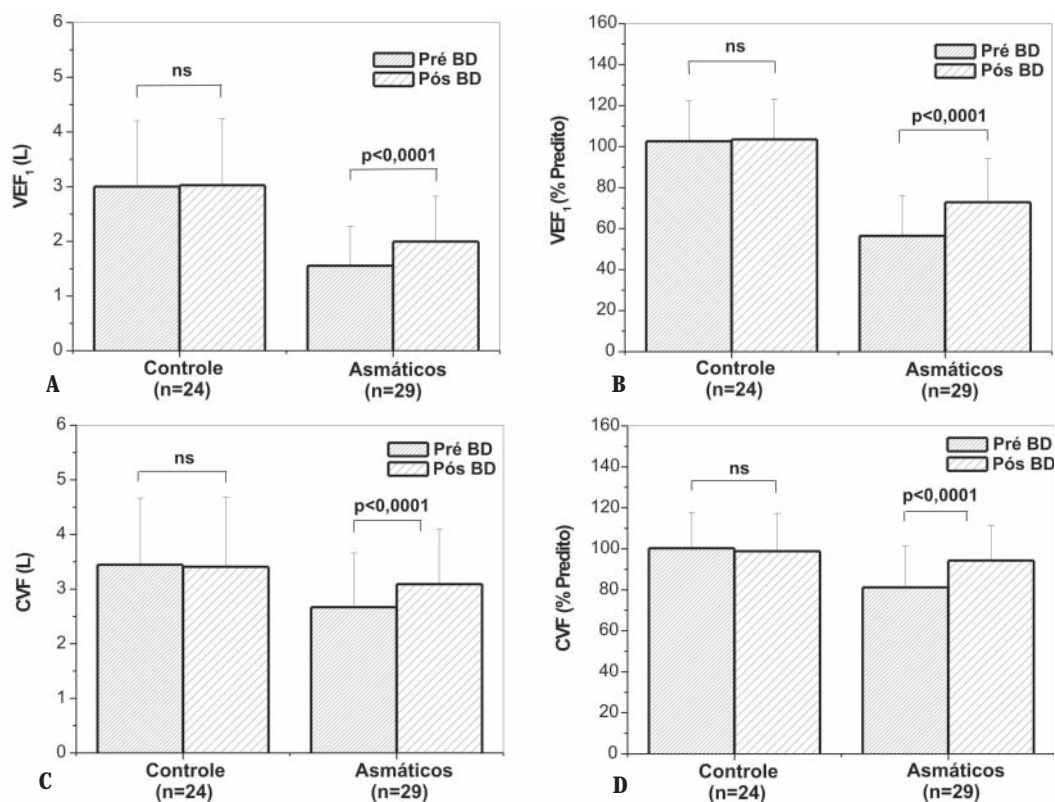 6
5
4
3
2
1
0
VEF1 (L)
Pré BD
Pós BD
ns
p<0,0001
Controle
(n=24)
Asmáticos
(n=29)
A
160
140
120
100
80
60
40
20
0
VEF1 (% Predito)
Pré BD
Pós BD
ns
p<0,0001
Controle
(n=24)
Asmáticos
(n=29)
B
6
5
4
3
2
1
0
CVF (L)
Pré BD
Pós BD
ns
p<0,0001
Controle
(n=24)
Asmáticos
(n=29)
C
160
140
120
100
80
60
40
20
0
CVF (% Predito)
Pré BD
Pós BD
ns
p<0,0001
Controle
(n=24)
Asmáticos
(n=29)
D